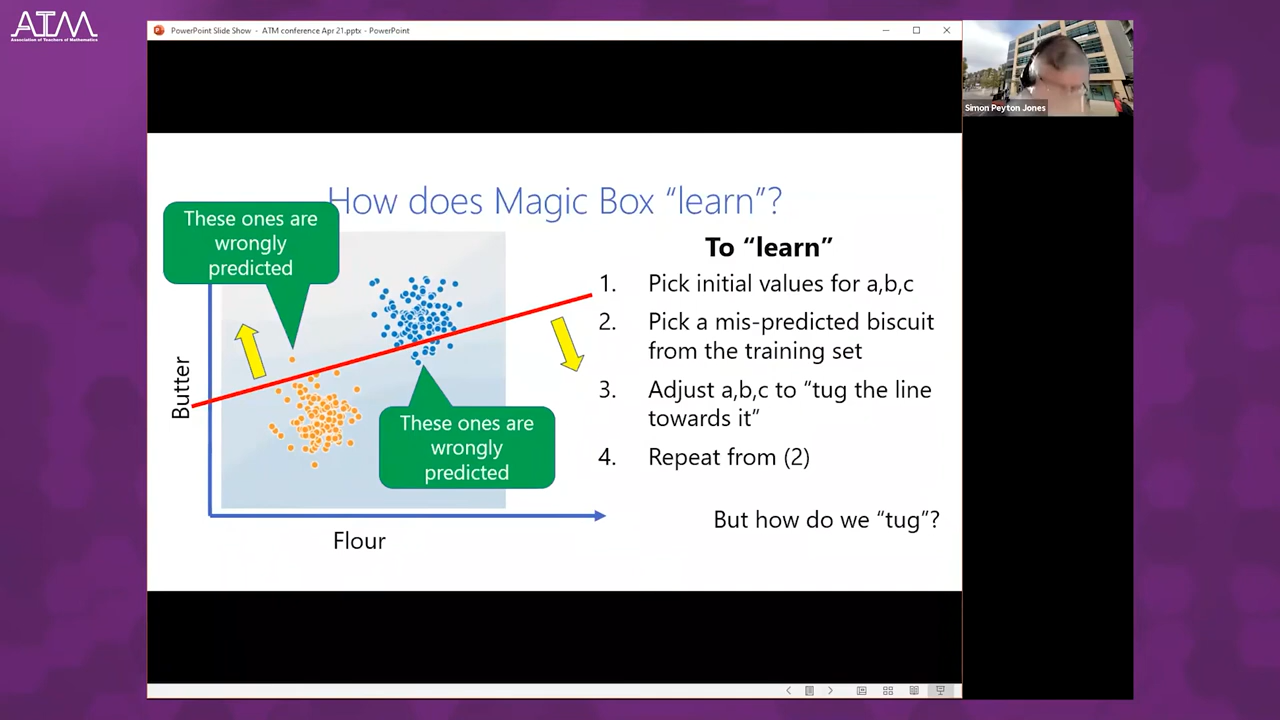 ATM
Association of Teachers of Mathematics
PowerPoint Slide Show - ATM conference Apr 21.pptx - PowerPoint
Simon Peyton Jones
How does Magic Box “learn”?
These ones are
wrongly
predicted
These ones are
wrongly
predicted
Butter
Flour
To “learn”
1. Pick initial values for a,b,c
2. Pick a mis-predicted biscuit
from the training set
3. Adjust a,b,c to “tug the line
towards it”
4. Repeat from (2)
But how do we “tug”?